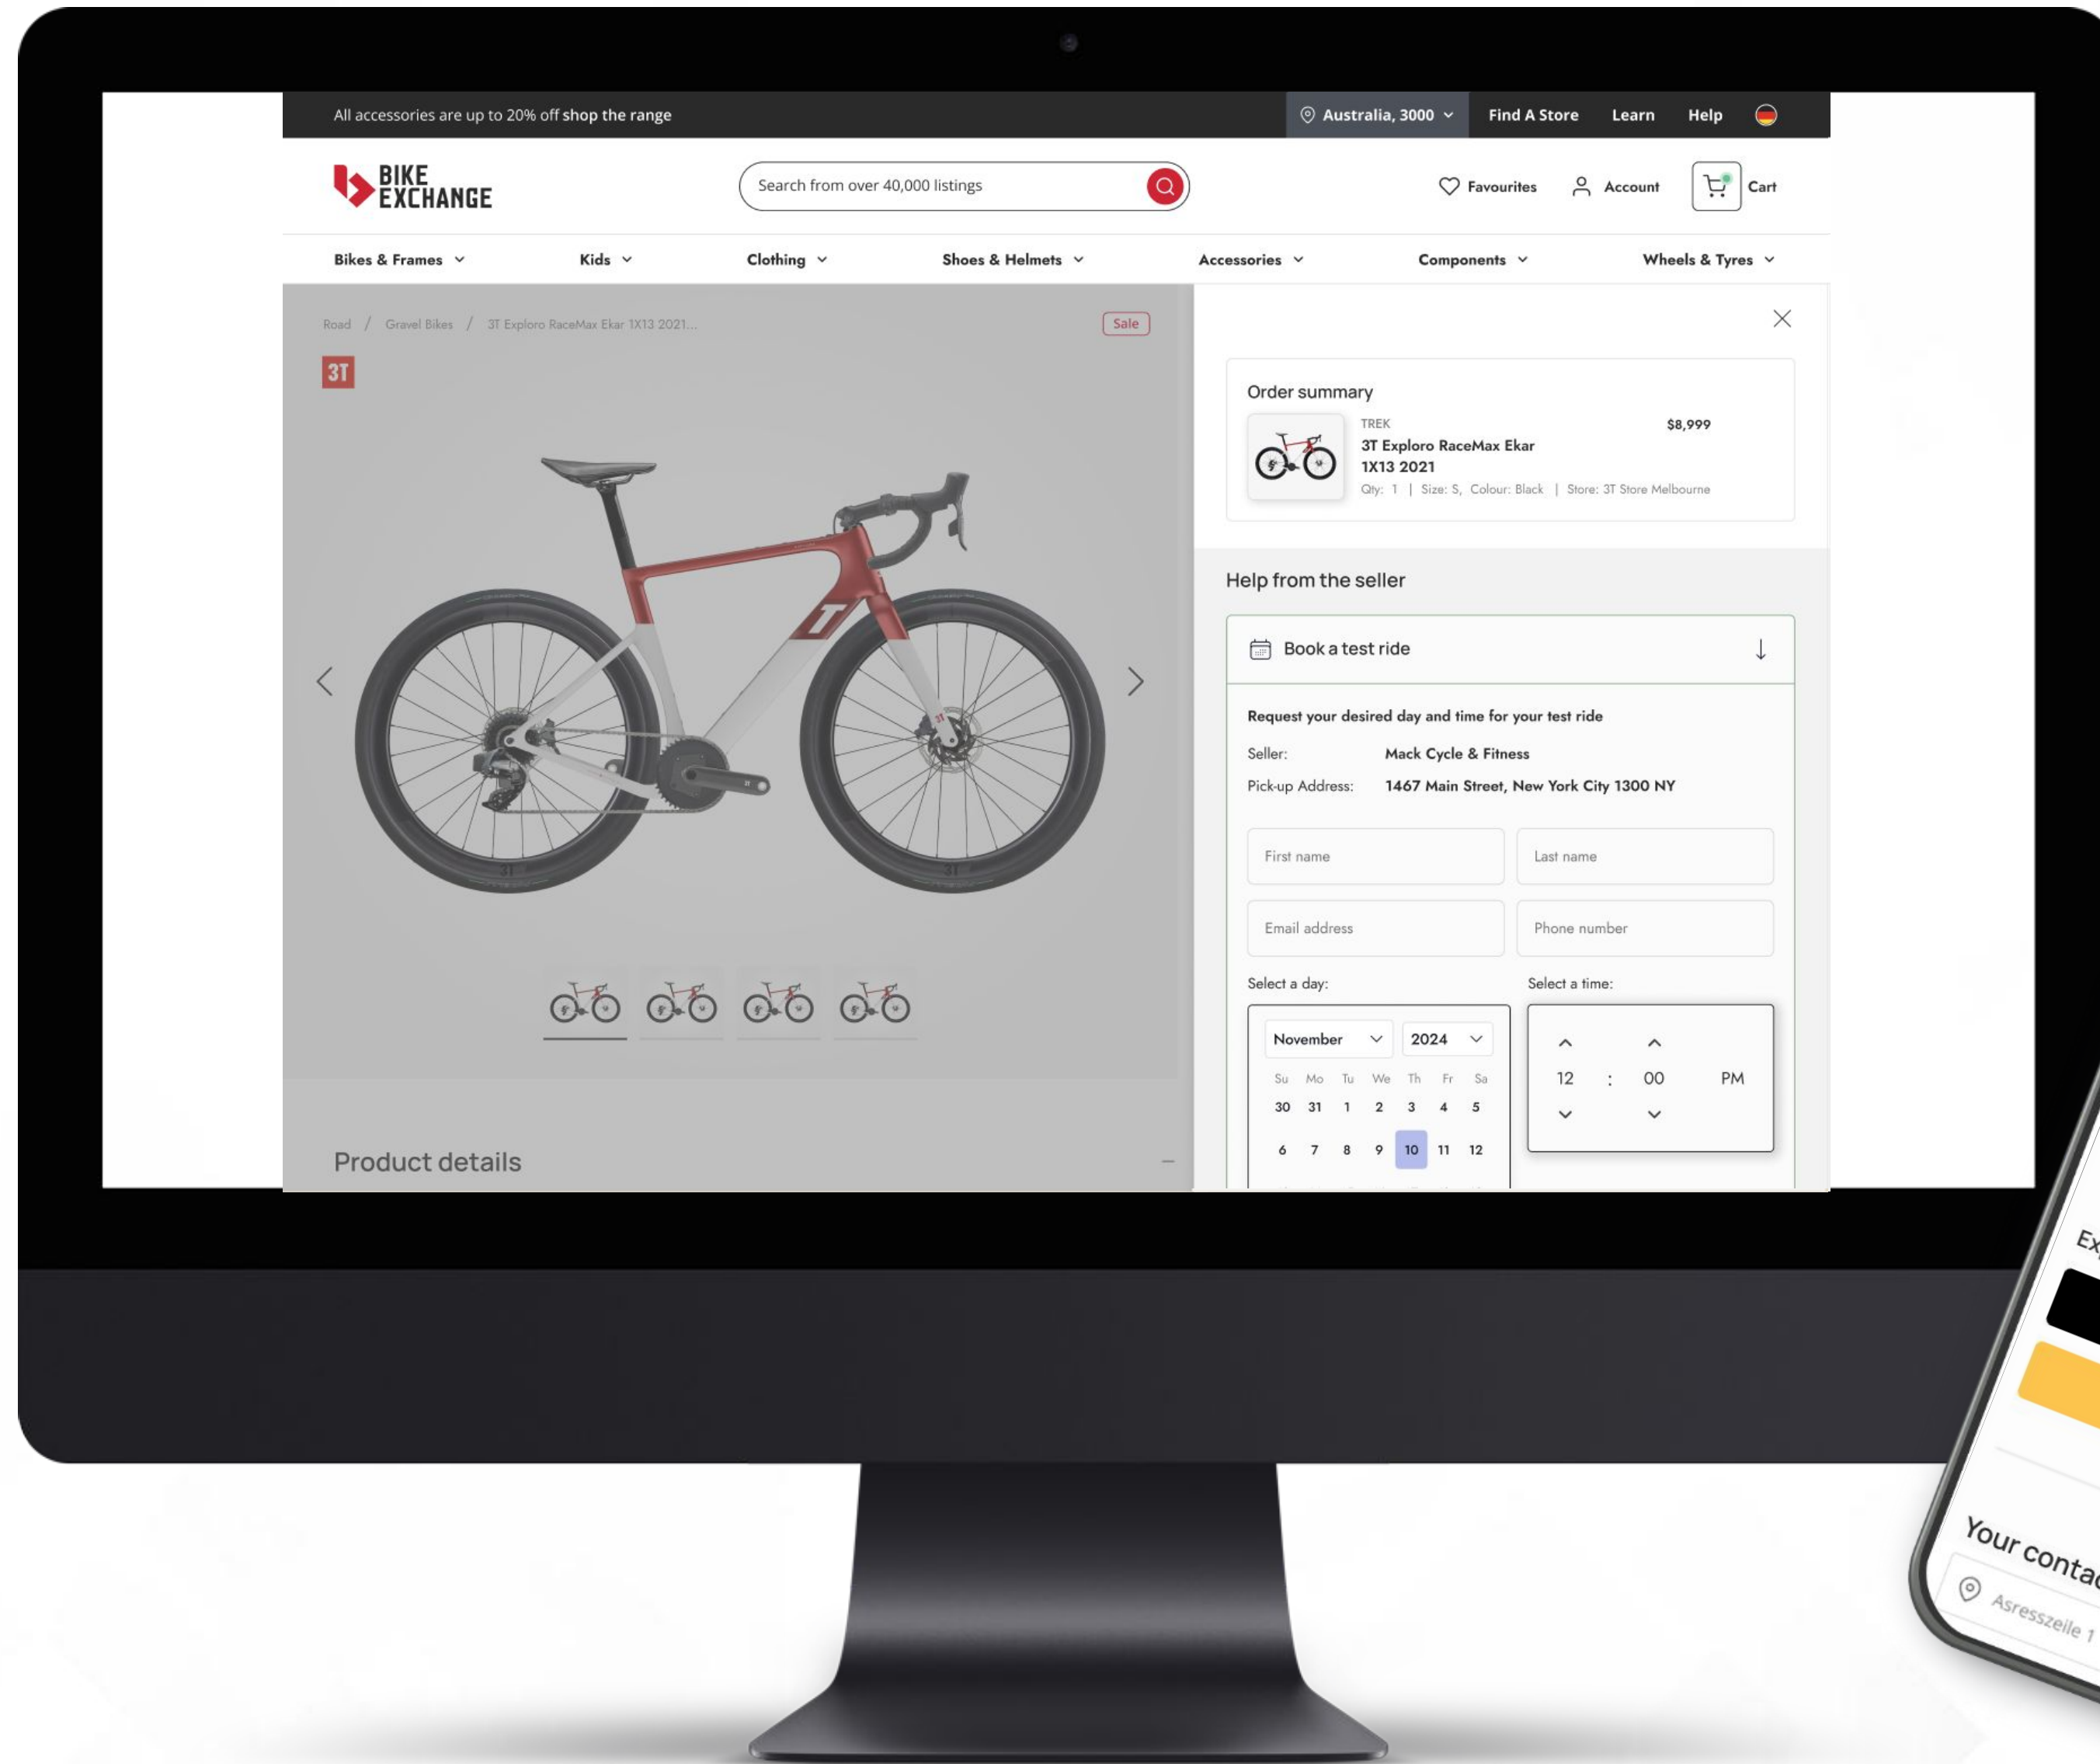 All accessories are up to 20% off shop the range
Australia, 3000
Find A Store
Learn
Help
BIKE
EXCHANGE
Search from over 40,000 listings
Favourites
Account
Cart
Bikes & Frames
Kids
Clothing
Shoes & Helmets
Accessories
Components
Wheels & Tyres
Road / Gravel Bikes / 3T Exploro RaceMax Ekar 1X13 2021...
Sale
3T
T
3T
3T
3T
Product details
Order summary
TREK
$8,999
3T Exploro RaceMax Ekar
1X13 2021
Qty: 1 | Size: S, Colour: Black | Store: 3T Store Melbourne
Help from the seller
Book a test ride
Request your desired day and time for your test ride
Seller: Mack Cycle & Fitness
Pick-up Address: 1467 Main Street, New York City 1300 NY
First name
Last name
Email address
Phone number
Select a day:
Select a time:
November 2024
Su Mo Tu We Th Fr Sa
30 31 1 2 3 4 5
6 7 8 9 10 11 12
12 : 00 PM
Your contac
Asresszeile 1